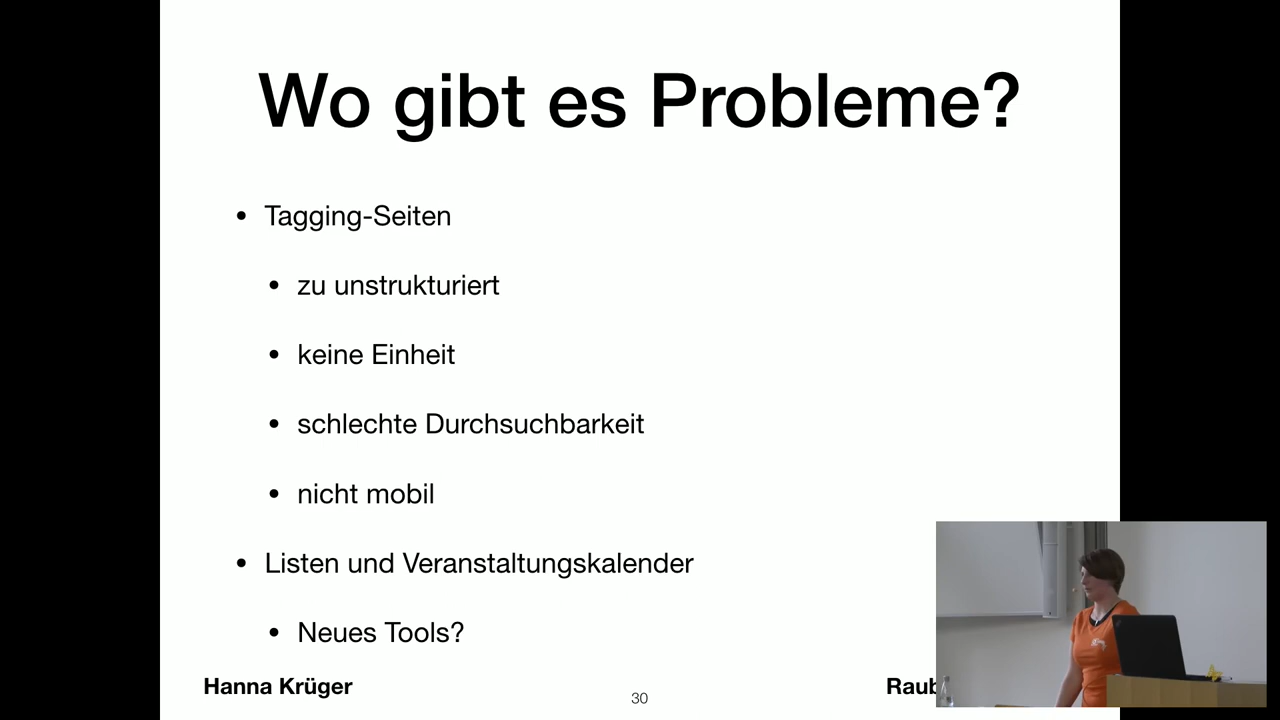 Wo gibt es Probleme?
• Tagging-Seiten
• zu unstrukturiert
• keine Einheit
• schlechte Durchsuchbarkeit
• nicht mobil
• Listen und Veranstaltungskalender
• Neues Tools?
Hanna Krüger
30
Raub